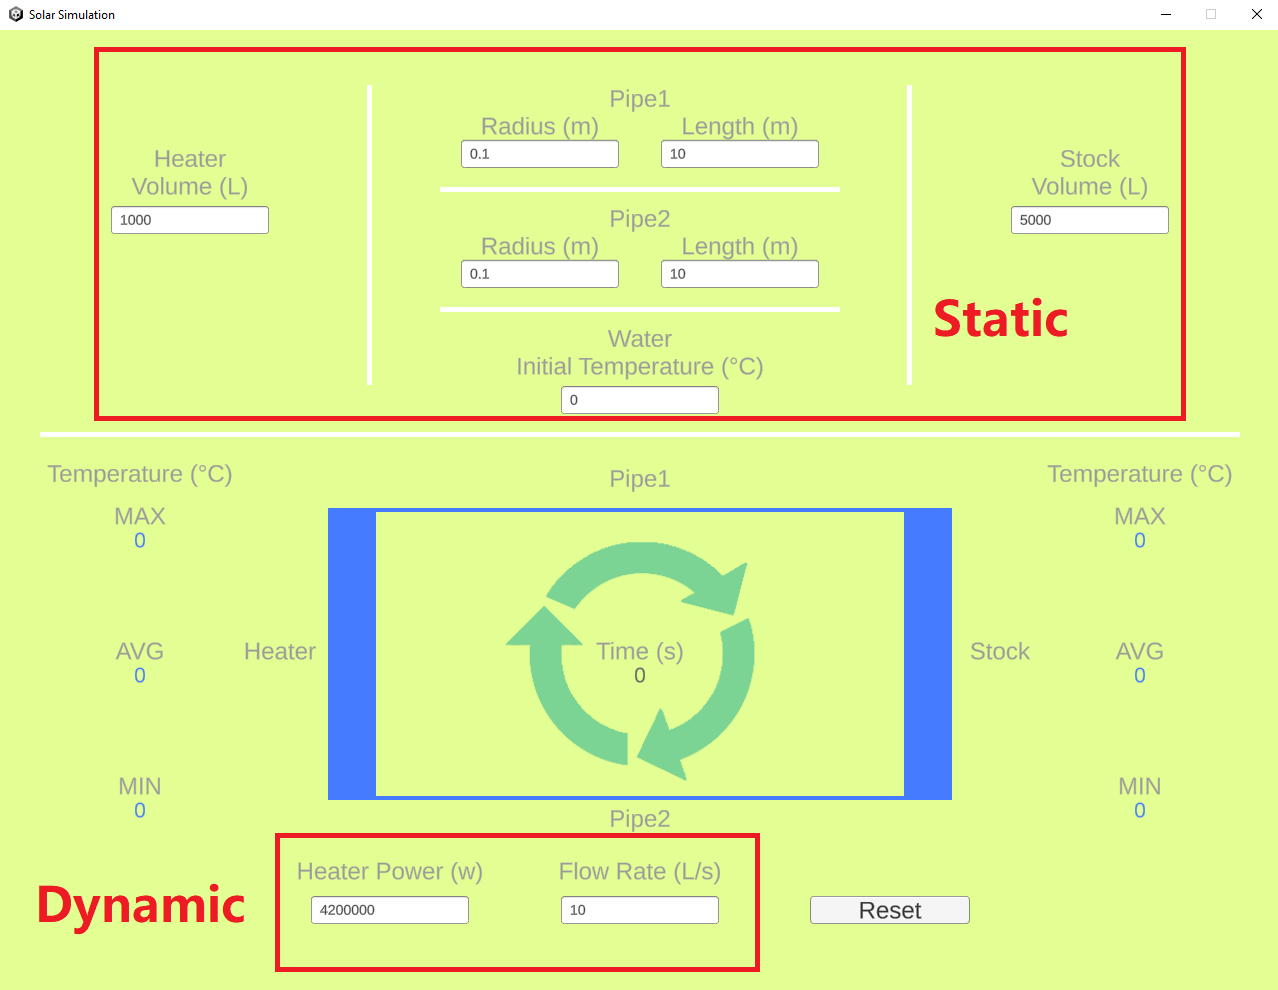 Solar Simulation
Pipe1
Radius (m) Length (m)
0.1 10
Heater
Volume (L)
1000
Stock
Volume (L)
5000
Pipe2
Radius (m) Length (m)
0.1 10
Static
Water
Initial Temperature (°C)
0
Temperature (°C)
MAX
0
AVG
0
MIN
0
Pipe1
Heater
Time (s)
0
Stock
Pipe2
Temperature (°C)
MAX
0
AVG
0
MIN
0
Dynamic
Heater Power (w) Flow Rate (L/s)
4200000 10
Reset